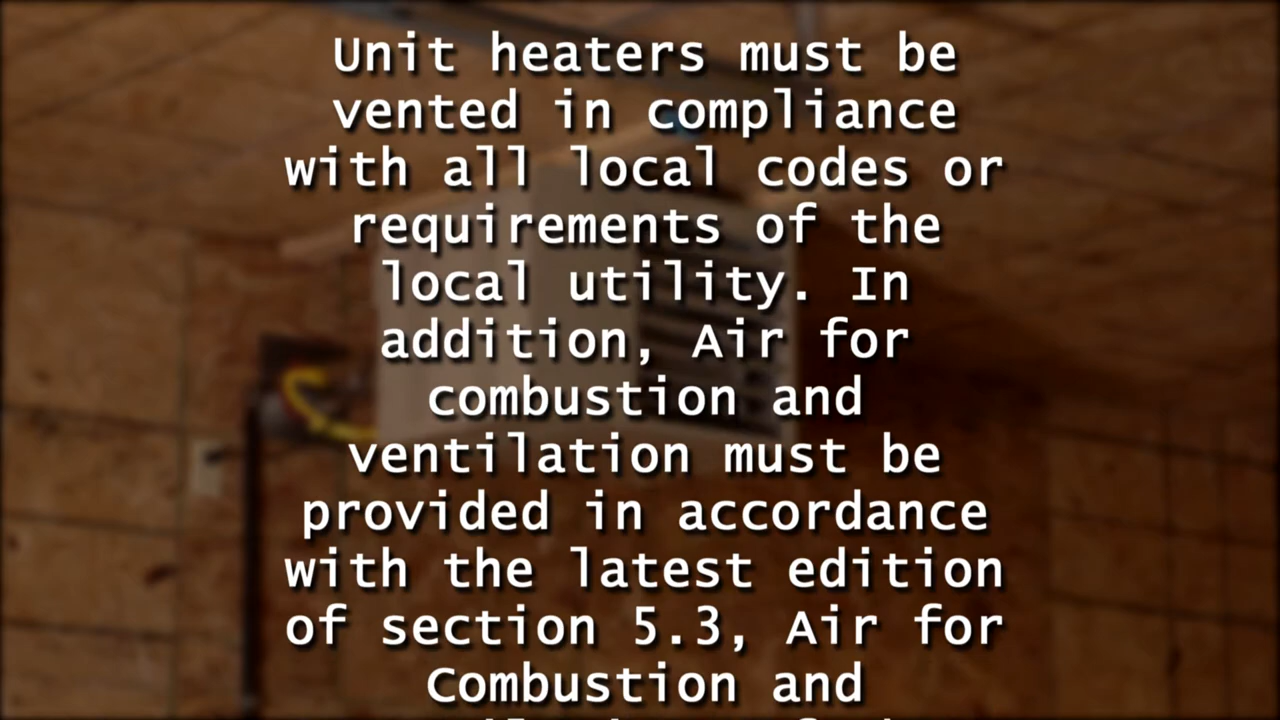 Unit heaters must be
vented in compliance
with all local codes or
requirements of the
local utility. In
addition, Air for
combustion and
ventilation must be
provided in accordance
with the latest edition
of section 5.3, Air for
Combustion and